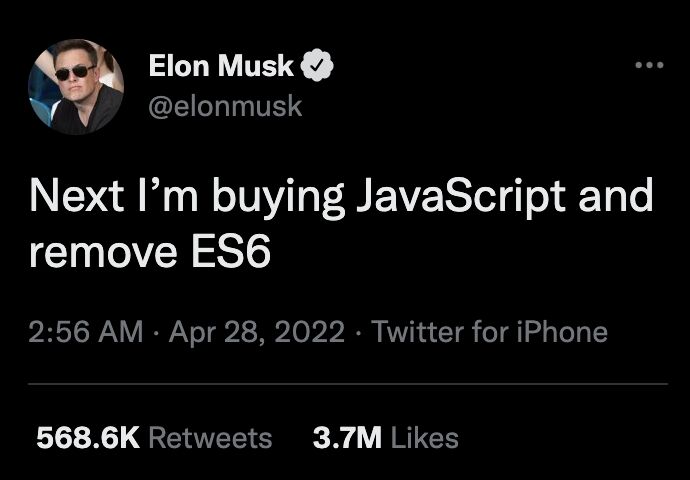 Elon Musk
@elonmusk
Next I’m buying JavaScript and
remove ES6
2:56 AM · Apr 28, 2022 · Twitter for iPhone
568.6K Retweets 3.7M Likes